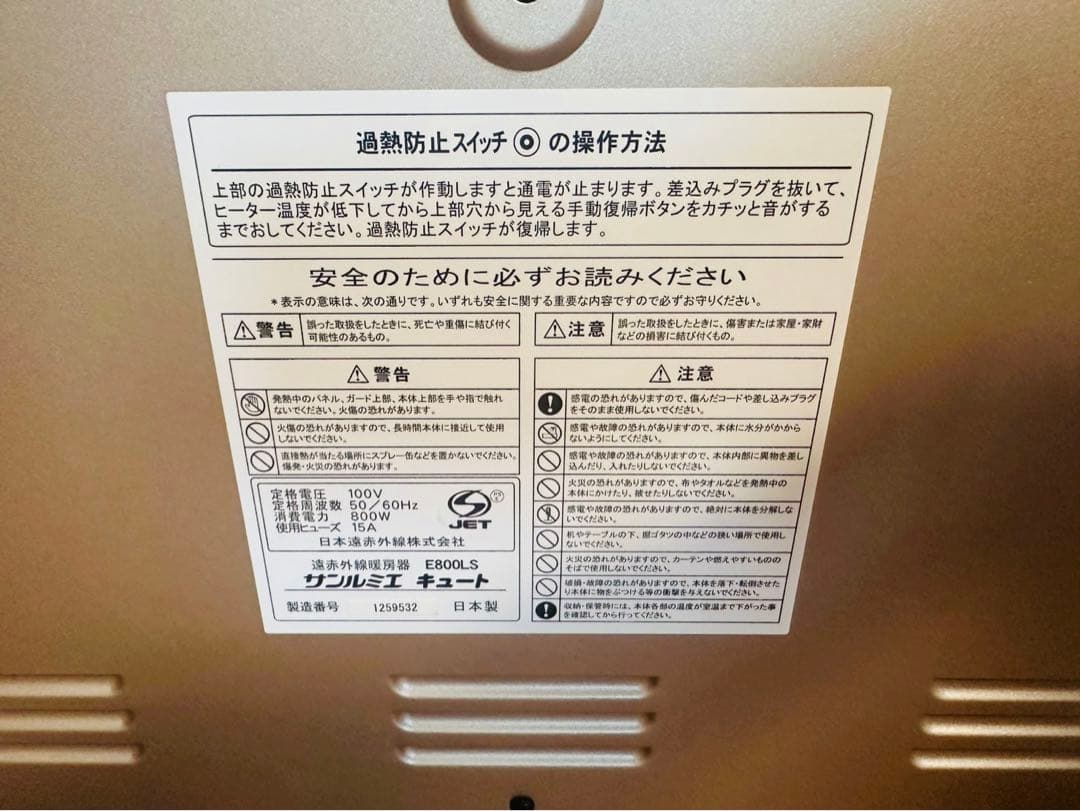 過熱防止スイッチ◎の操作方法
上部の過熱防止スイッチが作動しますと通電が止まります。差込みプラグを抜いて、
ヒーター温度が低下してから上部穴から見える手動復帰ボタンをカチッと音がする
までおしてください。過熱防止スイッチが復帰します。
安全のために必ずお読みください
*表示の意味は、次の通りです。いずれも安全に関する重要な内容ですので必ずお守りください。
警告
誤った取扱をしたときに、死亡や重傷に結び付く
可能性のあるもの。
注意
誤った取扱をしたときに、傷害または家屋・家財
などの損害に結び付くもの。
警告
発熱中のパネル、ガード上部、本体上部を手や指で触れ
ないでください。火傷の恐れがあります。
火傷の恐れがありますので、長時間本体に接近して使用
しないでください。
直接熱が当たる場所にスプレー缶などを置かないでください。
爆発・火災の恐れがあります。
定格電圧 100V
定格周波数 50/60Hz
消費電力 800W
使用ヒューズ 15A
JET
日本遠赤外線株式会社
遠赤外線暖房器 E800LS
サンルミエ キュート
製造番号 1259532 日本製
注意
感電の恐れがありますので、傷んだコードや差し込みプラグ
をそのまま使用しないでください。
感電や故障の恐れがありますので、本体に水分がかから
ないようにしてください。
感電や故障の恐れがありますので、本体内部に異物を差し
込んだり、入れたりしないでください。
火災の恐れがありますので、布やタオルなどを発熱中の
本体にかけたり、被せたりしないでください。
感電や故障の恐れがありますので、絶対に本体を分解しな
いでください。
机やテーブルの下、掘ゴタツの中などの狭い場所で使用し
ないでください。
火災の恐れがありますので、カーテンや燃えやすいものの
そばで使用しないでください。
破損・故障の恐れがありますので、本体を落下・転倒させた
り本体に物をぶつける等の衝撃を与えないでください。
収納・保管時には、本体各部の温度が室温まで下がった事
を確認してから行ってください。